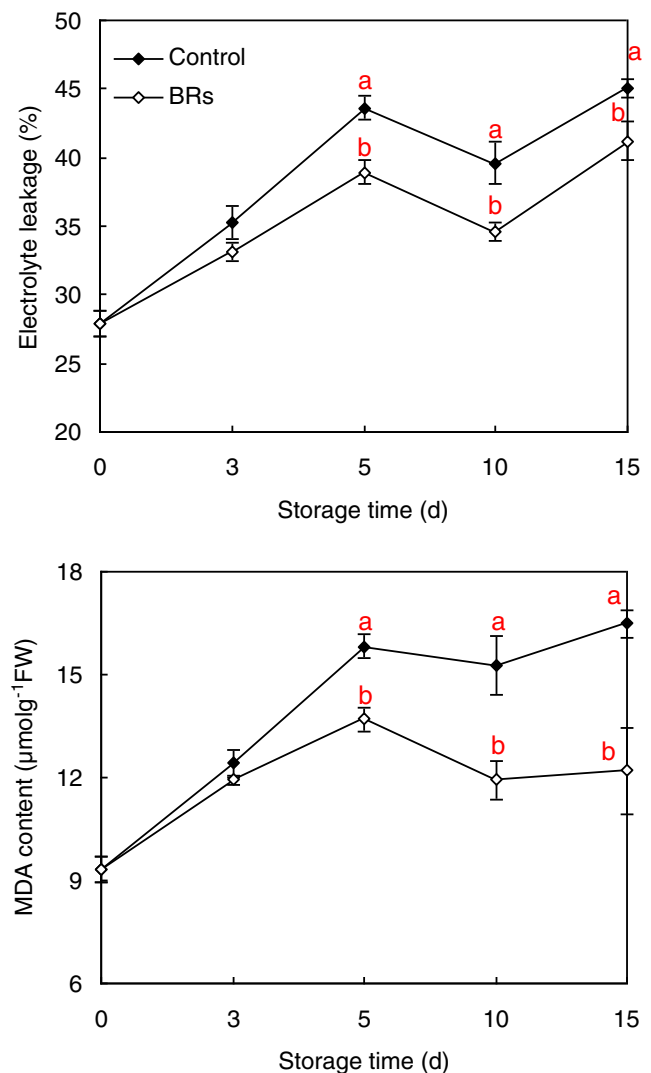 50
45
40
35
30
25
20
Electrolyte leakage (%)
Control
BRs
a
b
a
b
a
b
0 3 5 10 15
Storage time (d)
18
15
12
9
6
MDA content (μmolg⁻¹FW)
a
b
a
b
a
b
0 3 5 10 15
Storage time (d)